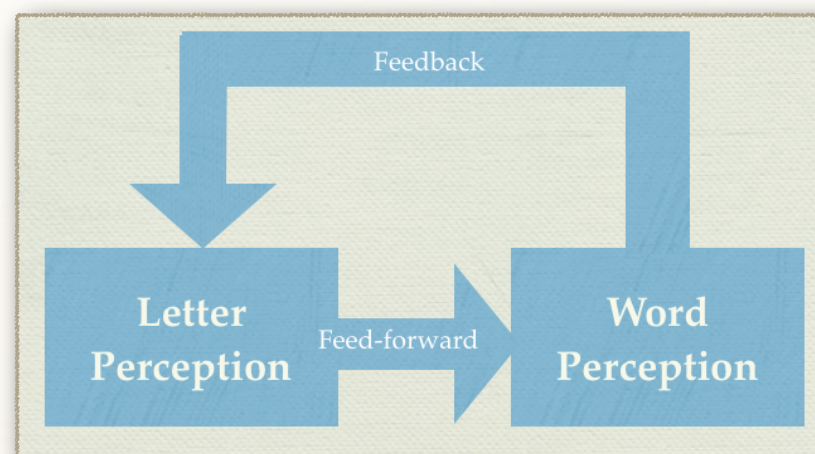 Feedback
Letter
Perception
Feed-forward
Word
Perception